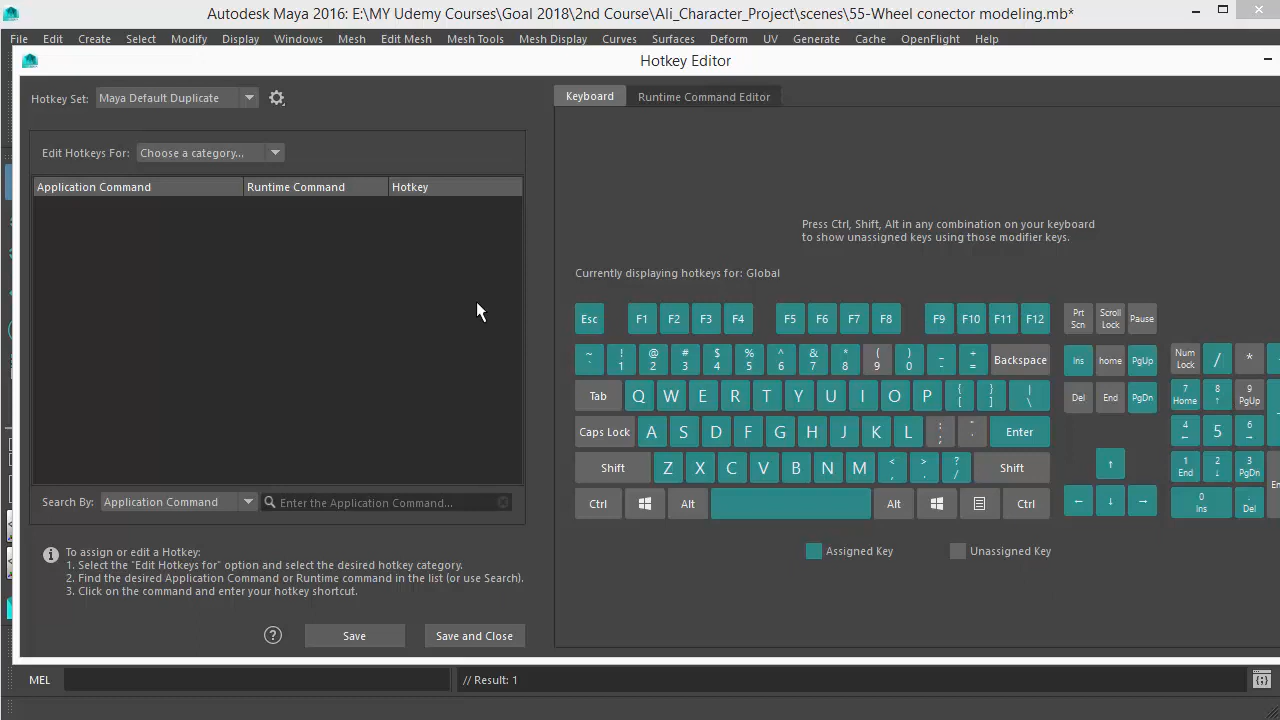 Autodesk Maya 2016: E:\MY Udemy Courses\Goal 2018\2nd Course\Ali_Character_Project\scenes\55-Wheel conector modeling.mb*
File Edit Create Select Modify Display Windows Mesh Edit Mesh Mesh Tools Mesh Display Curves Surfaces Deform UV Generate Cache OpenFlight Help
Hotkey Editor
Hotkey Set: Maya Default Duplicate
Keyboard Runtime Command Editor
Edit Hotkeys For: Choose a category...
Application Command Runtime Command Hotkey
Press Ctrl, Shift, Alt in any combination on your keyboard
to show unassigned keys using those modifier keys.
Currently displaying hotkeys for: Global
Esc F1 F2 F3 F4 F5 F6 F7 F8 F9 F10 F11 F12 Prt Scn Scroll Lock Pause
~ ` ! 1 @ 2 # 3 $ 4 % 5 ^ 6 & 7 * 8 ( 9 ) 0 _ - + = Backspace Ins home PgUp Num Lock / *
Tab Q W E R T Y U I O P { [ } ] | \ Del End PgDn 7 Home 8 ↑ 9 PgUp
Caps Lock A S D F G H J K L : ; Enter 4 ← 5 6 →
Shift Z X C V B N M < , > . ? / Shift ↑ 1 End 2 ↓ 3 PgDn
Ctrl Alt Alt Ctrl ← ↓ → 0 Ins . Del
Search By: Application Command Enter the Application Command...
Assigned Key Unassigned Key
To assign or edit a Hotkey:
1. Select the "Edit Hotkeys for" option and select the desired hotkey category.
2. Find the desired Application Command or Runtime command in the list (or use Search).
3. Click on the command and enter your hotkey shortcut.
? Save Save and Close
MEL // Result: 1